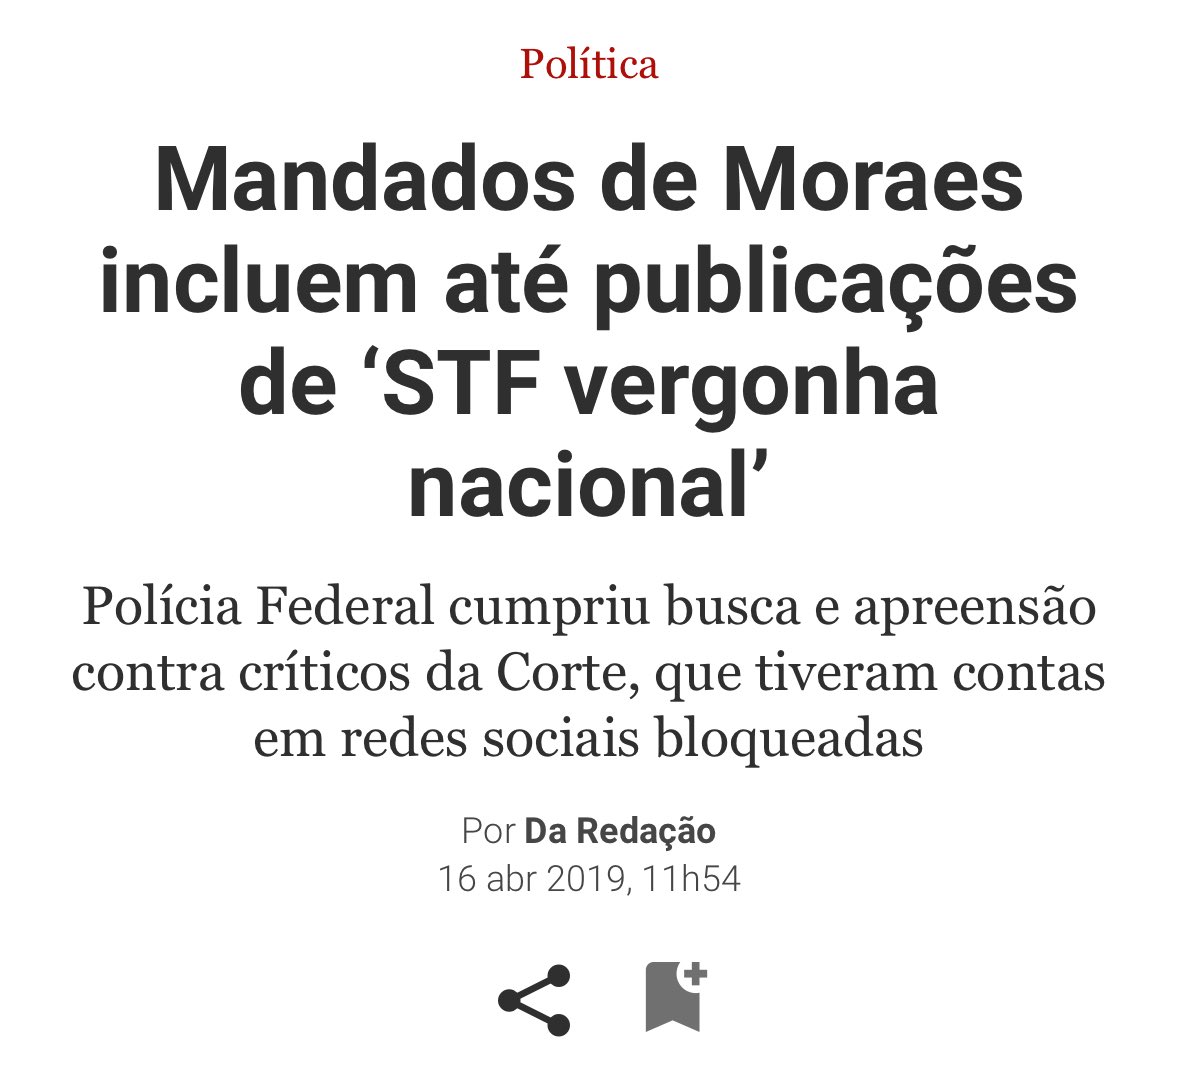 Política
Mandados de Moraes
incluem até publicações
de ‘STF vergonha
nacional’
Polícia Federal cumpriu busca e apreensão
contra críticos da Corte, que tiveram contas
em redes sociais bloqueadas
Por Da Redação
16 abr 2019, 11h54